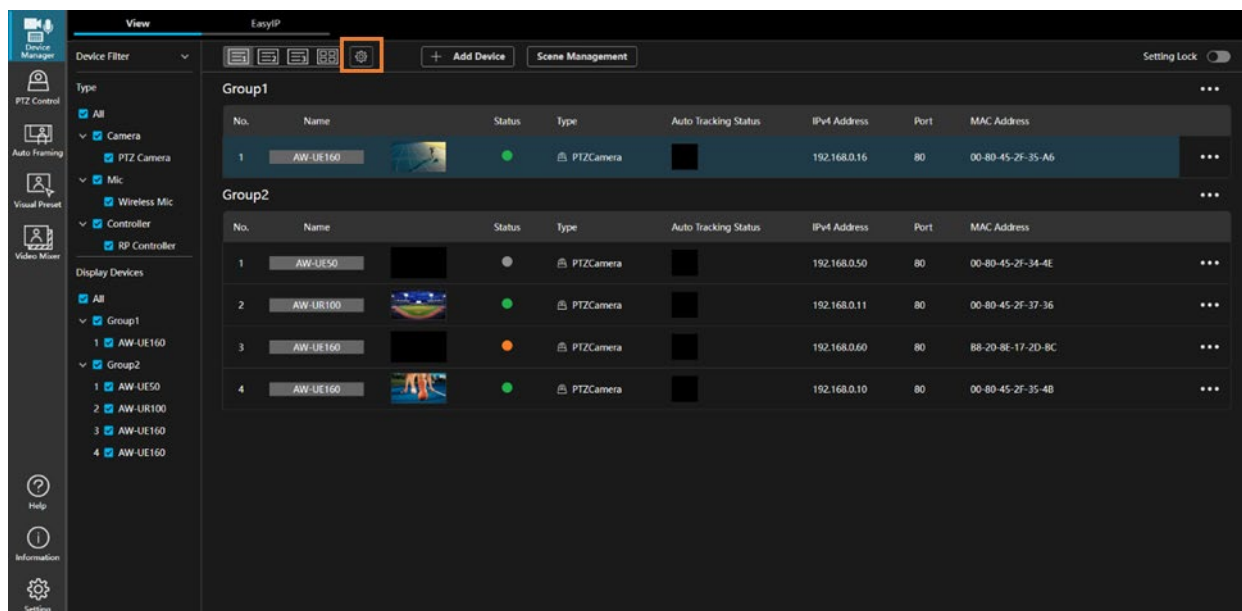 View EasyIP
Device Manager
PTZ Control
Auto Framing
Visual Preset
Video Mixer
Help
Information
Setting
Device Filter
Type
All
Camera
PTZ Camera
Mic
Wireless Mic
Controller
RP Controller
Display Devices
All
Group1
1 AW-UE160
Group2
1 AW-UE50
2 AW-UR100
3 AW-UE160
4 AW-UE160
1 2 3 + Add Device Scene Management Setting Lock
Group1 •••
No. Name Status Type Auto Tracking Status IPv4 Address Port MAC Address
1 AW-UE160 PTZCamera 192.168.0.16 80 00-80-45-2F-35-A6 •••
Group2 •••
No. Name Status Type Auto Tracking Status IPv4 Address Port MAC Address
1 AW-UE50 PTZCamera 192.168.0.50 80 00-80-45-2F-34-4E •••
2 AW-UR100 PTZCamera 192.168.0.11 80 00-80-45-2F-37-36 •••
3 AW-UE160 PTZCamera 192.168.0.60 80 B8-20-8E-17-2D-BC •••
4 AW-UE160 PTZCamera 192.168.0.10 80 00-80-45-2F-35-4B •••